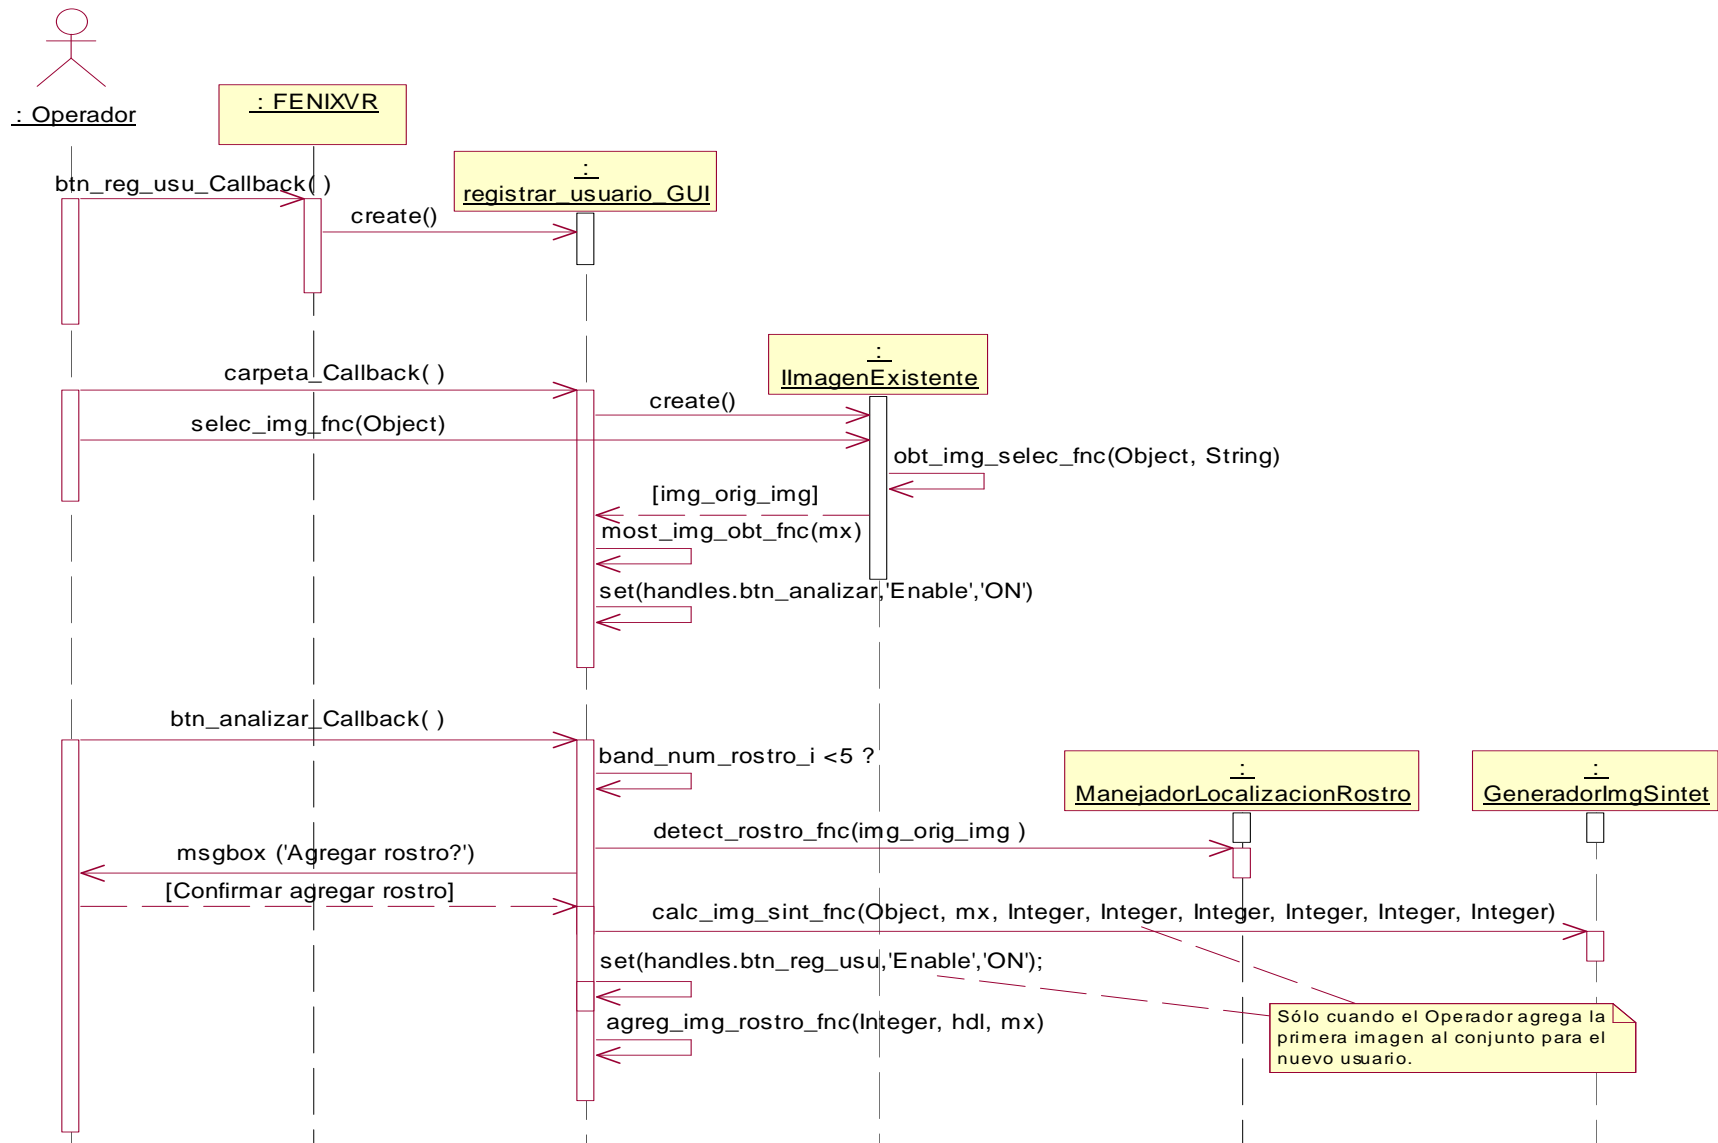 : Operador
: FENIXVR
:
registrar_usuario_GUI
btn_reg_usu_Callback( )
create()
:
IImagenExistente
carpeta_Callback( )
create()
selec_img_fnc(Object)
obt_img_selec_fnc(Object, String)
[img_orig_img]
most_img_obt_fnc(mx)
set(handles.btn_analizar,'Enable','ON')
btn_analizar_Callback( )
band_num_rostro_i <5 ?
:
ManejadorLocalizacionRostro
:
GeneradorImgSintet
detect_rostro_fnc(img_orig_img )
msgbox ('Agregar rostro?')
[Confirmar agregar rostro]
calc_img_sint_fnc(Object, mx, Integer, Integer, Integer, Integer, Integer, Integer)
set(handles.btn_reg_usu,'Enable','ON');
agreg_img_rostro_fnc(Integer, hdl, mx)
Sólo cuando el Operador agrega la
primera imagen al conjunto para el
nuevo usuario.